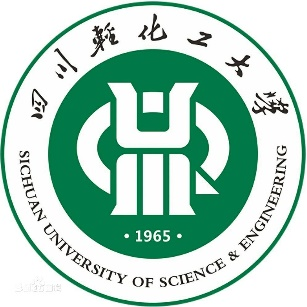 四川轻化工大学
1965
SICHUAN UNIVERSITY OF SCIENCE & ENGINEERING